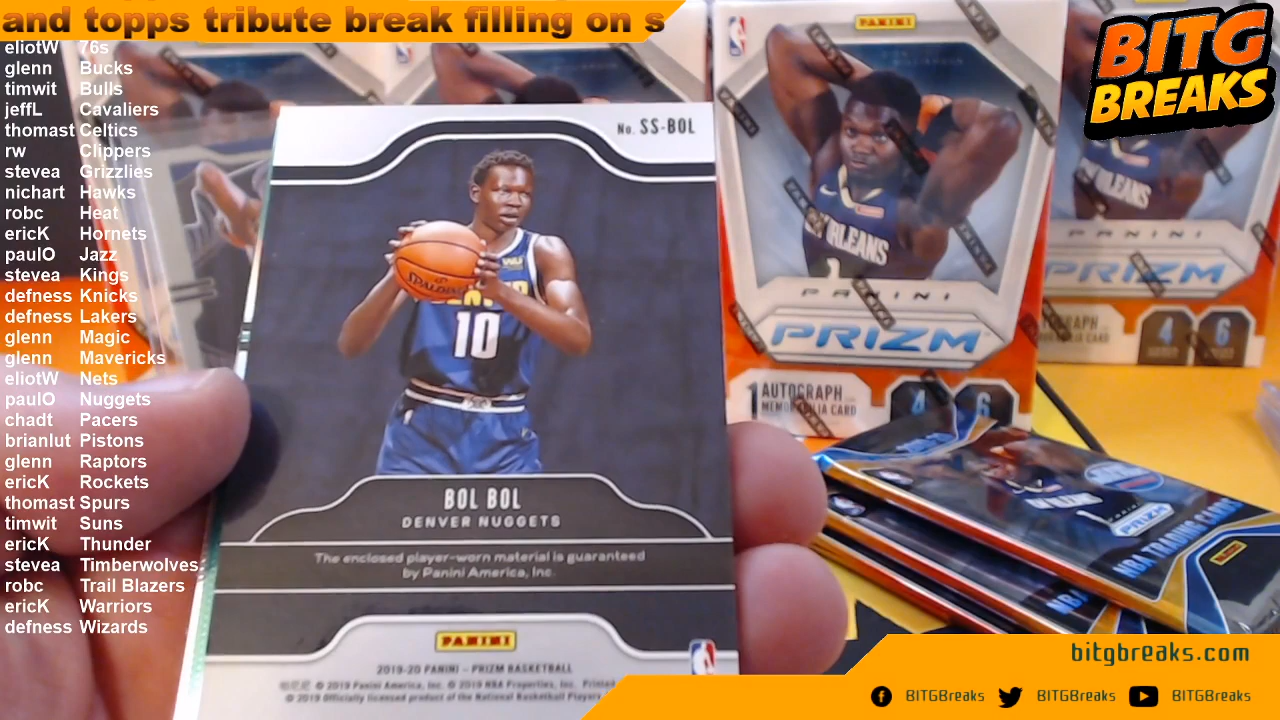 and topps tribute break filling on s
BITG
BREAKS
eliotW 76s
glenn Bucks
timwit Bulls
jeffL Cavaliers
thomast Celtics
rw Clippers
stevea Grizzlies
nichart Hawks
robc Heat
ericK Hornets
paulO Jazz
stevea Kings
defness Knicks
defness Lakers
glenn Magic
glenn Mavericks
eliotW Nets
paulO Nuggets
chadt Pacers
brianlut Pistons
glenn Raptors
ericK Rockets
thomast Spurs
timwit Suns
ericK Thunder
stevea Timberwolves
robc Trail Blazers
ericK Warriors
defness Wizards
No. SS-BOL
SPALDING
DENVER
10
BOL BOL
DENVER NUGGETS
The enclosed player-worn material is guaranteed
by Panini America, Inc.
PANINI
2019-20 PANINI – PRIZM BASKETBALL
© 2019 Panini America, Inc. © 2019 NBA Properties, Inc. Printed
© 2019 Officially licensed product of the National Basketball Players
PANINI
ORLEANS
PANINI
PRIZM
1 AUTOGRAPH
MEMORABILIA CARD
4 6
ORLEANS
PANINI
PRIZM
4 6
PRIZM
NBA TRADING CARDS
NBA
bitgbreaks.com
BITGBreaks BITGBreaks BITGBreaks